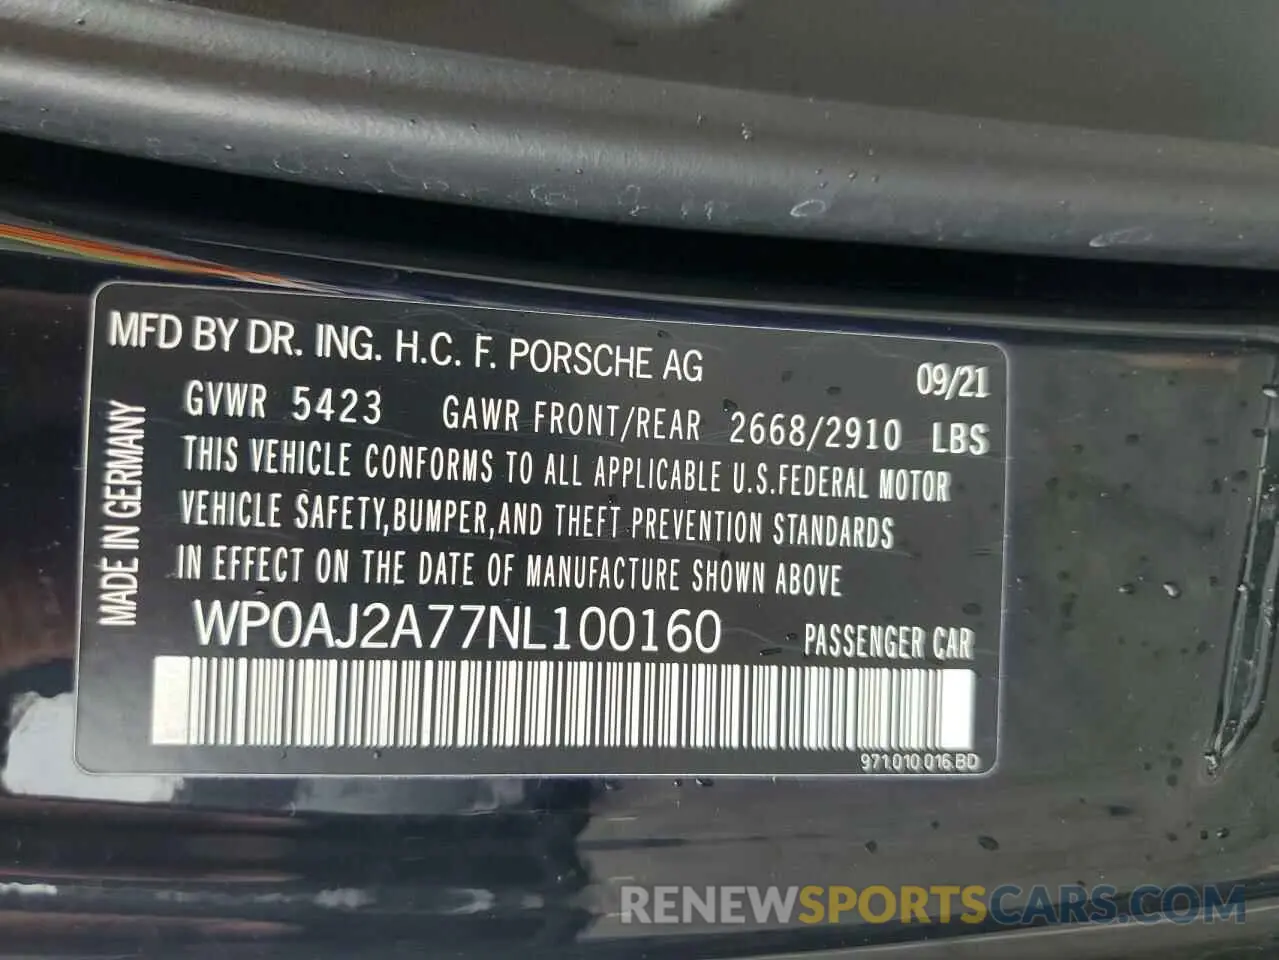 MFD BY DR. ING. H.C. F. PORSCHE AG 09/21
GVWR 5423 GAWR FRONT/REAR 2668/2910 LBS
THIS VEHICLE CONFORMS TO ALL APPLICABLE U.S.FEDERAL MOTOR
VEHICLE SAFETY,BUMPER,AND THEFT PREVENTION STANDARDS
IN EFFECT ON THE DATE OF MANUFACTURE SHOWN ABOVE
WP0AJ2A77NL100160 PASSENGER CAR
971.010.016.BD
MADE IN GERMANY
RENEWSPORTSCARS.COM